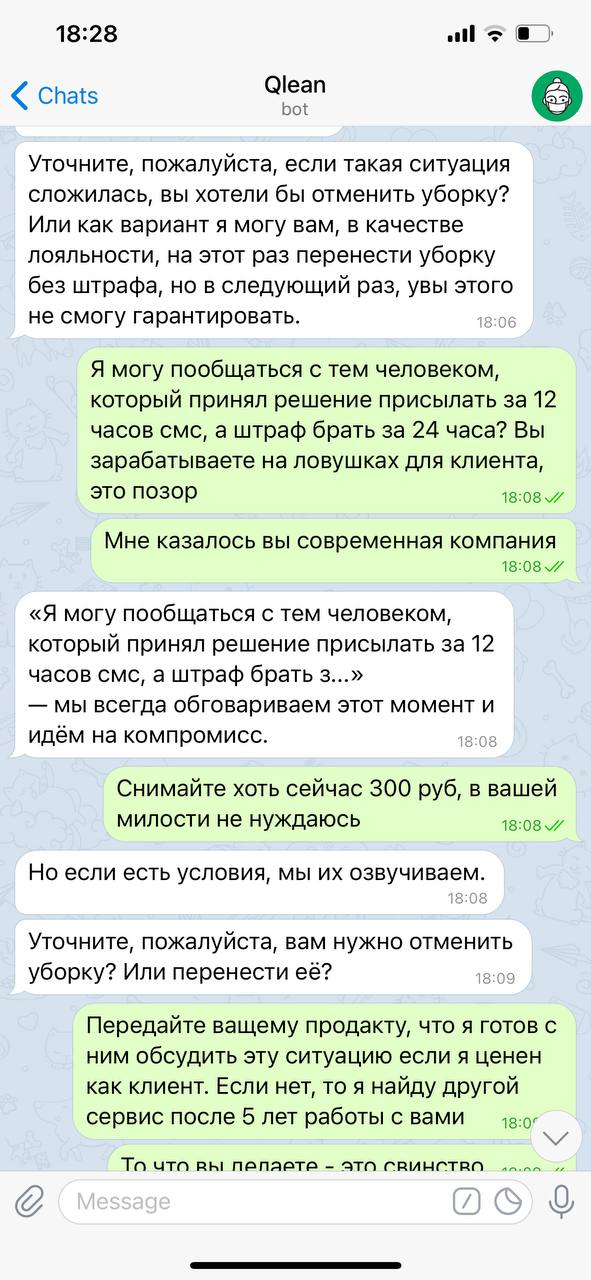 18:28
Chats
Qlean
bot
Уточните, пожалуйста, если такая ситуация
сложилась, вы хотели бы отменить уборку?
Или как вариант я могу вам, в качестве
лояльности, на этот раз перенести уборку
без штрафа, но в следующий раз, увы этого
не смогу гарантировать.
18:06
Я могу пообщаться с тем человеком,
который принял решение присылать за 12
часов смс, а штраф брать за 24 часа? Вы
зарабатываете на ловушках для клиента,
это позор
18:08
Мне казалось вы современная компания
18:08
«Я могу пообщаться с тем человеком,
который принял решение присылать за 12
часов смс, а штраф брать з...»
— мы всегда обговариваем этот момент и
идём на компромисс.
18:08
Снимайте хоть сейчас 300 руб, в вашей
милости не нуждаюсь
18:08
Но если есть условия, мы их озвучиваем.
18:08
Уточните, пожалуйста, вам нужно отменить
уборку? Или перенести её?
18:09
Передайте ващему продакту, что я готов с
ним обсудить эту ситуацию если я ценен
как клиент. Если нет, то я найду другой
сервис после 5 лет работы с вами
То что вы делаете - это свинство
Message